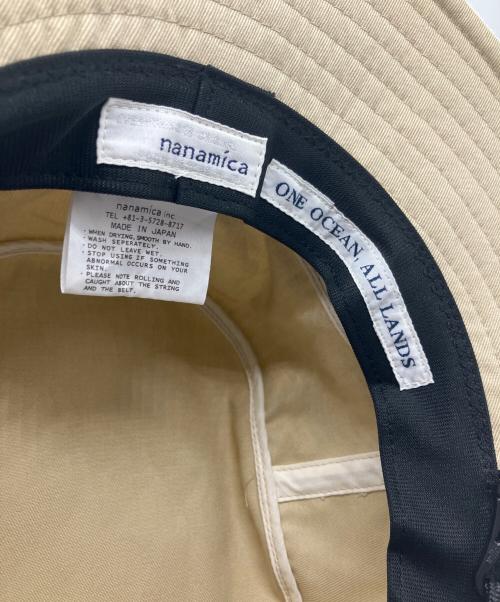 nanamica
ONE OCEAN, ALL LANDS
nanamica inc.
TEL +81-3-5728-8717
MADE IN JAPAN
・WHEN DRYING, SMOOTH BY HAND.
・WASH SEPERATELY.
・DO NOT LEAVE WET.
・STOP USING IF SOMETHING
ABNORMAL OCCURS ON YOUR
SKIN.
・PLEASE NOTE ROLLING AND
CAUGHT ABOUT THE STRING
AND THE BELT.